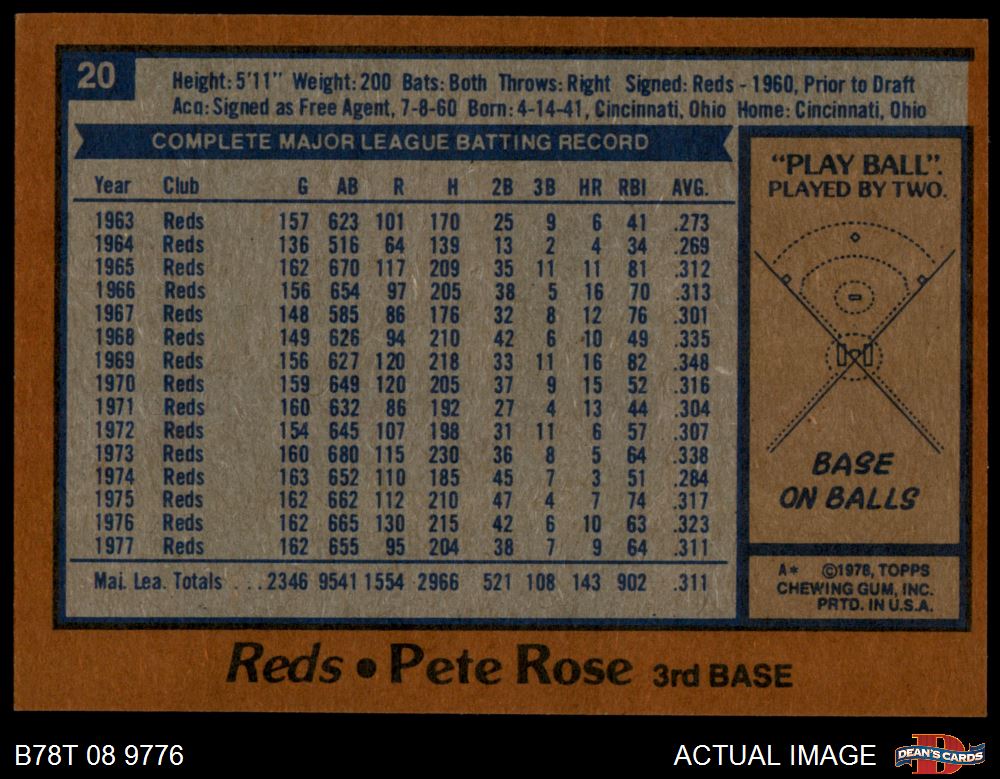 20
Height: 5'11" Weight: 200 Bats: Both Throws: Right Signed: Reds - 1960, Prior to Draft
Acq: Signed as Free Agent, 7-8-60 Born: 4-14-41, Cincinnati, Ohio Home: Cincinnati, Ohio
COMPLETE MAJOR LEAGUE BATTING RECORD
Year Club G AB R H 2B 3B HR RBI AVG.
1963 Reds 157 623 101 170 25 9 6 41 .273
1964 Reds 136 516 64 139 13 2 4 34 .269
1965 Reds 162 670 117 209 35 11 11 81 .312
1966 Reds 156 654 97 205 38 5 16 70 .313
1967 Reds 148 585 86 176 32 8 12 76 .301
1968 Reds 149 626 94 210 42 6 10 49 .335
1969 Reds 156 627 120 218 33 11 16 82 .348
1970 Reds 159 649 120 205 37 9 15 52 .316
1971 Reds 160 632 86 192 27 4 13 44 .304
1972 Reds 154 645 107 198 31 11 6 57 .307
1973 Reds 160 680 115 230 36 8 5 64 .338
1974 Reds 163 652 110 185 45 7 3 51 .284
1975 Reds 162 662 112 210 47 4 7 74 .317
1976 Reds 162 665 130 215 42 6 10 63 .323
1977 Reds 162 655 95 204 38 7 9 64 .311
Maj. Lea. Totals ...2346 9541 1554 2966 521 108 143 902 .311
"PLAY BALL".
PLAYED BY TWO.
BASE
ON BALLS
A* ©1978, TOPPS
CHEWING GUM, INC.
PRTD. IN U.S.A.
Reds • Pete Rose 3rd BASE
B78T 08 9776
ACTUAL IMAGE
D
DEAN'S CARDS